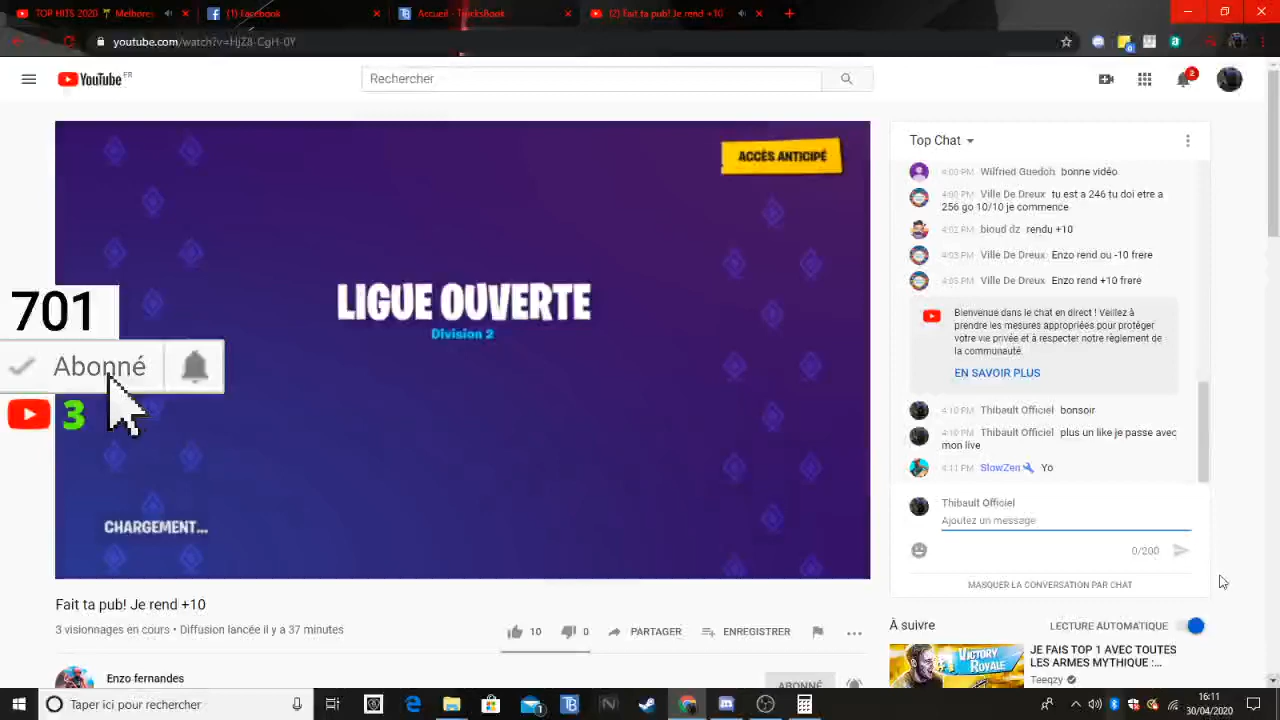 TOP HITS 2020 🌴 Melhores
(1) Facebook
Accueil - TrucksBook
(2) Fait ta pub! Je rend +10
youtube.com/watch?v=HjZ8-CgH-0Y
YouTube FR
Rechercher
2
ACCÈS ANTICIPÉ
LIGUE OUVERTE
Division 2
CHARGEMENT...
701
Abonné
3
Top Chat
4:00 PM Wilfried Guedoh bonne vidéo
4:00 PM Ville De Dreux tu est a 246 tu doi etre a
256 go 10/10 je commence
4:02 PM bioud dz rendu +10
4:03 PM Ville De Dreux Enzo rend ou -10 frere
4:05 PM Ville De Dreux Enzo rend +10 frere
Bienvenue dans le chat en direct ! Veillez à
prendre les mesures appropriées pour protéger
votre vie privée et à respecter notre règlement de
la communauté.
EN SAVOIR PLUS
4:10 PM Thibault Officiel bonsoir
4:10 PM Thibault Officiel plus un like je passe avec
mon live
4:11 PM SlowZen Yo
Thibault Officiel
Ajoutez un message
0/200
MASQUER LA CONVERSATION PAR CHAT
Fait ta pub! Je rend +10
3 visionnages en cours • Diffusion lancée il y a 37 minutes
10
0
PARTAGER
ENREGISTRER
Enzo fernandes
ABONNÉ
À suivre
LECTURE AUTOMATIQUE
VICTORY
ROYALE
JE FAIS TOP 1 AVEC TOUTES
LES ARMES MYTHIQUE :...
Teeqzy
Taper ici pour rechercher
16:11
30/04/2020